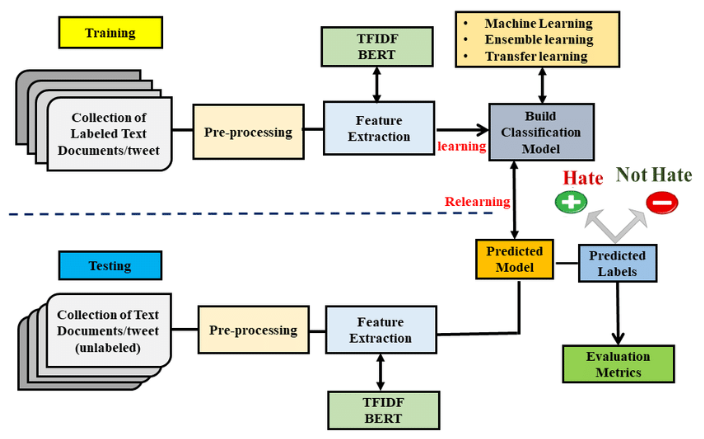 Training
TFIDF
BERT
• Machine Learning
• Ensemble learning
• Transfer learning
Collection of
Labeled Text
Documents/tweet
Pre-processing
Feature
Extraction
learning
Build
Classification
Model
Relearning
Hate
Not Hate
Testing
Predicted
Model
Predicted
Labels
Collection of Text
Documents/tweet
(unlabeled)
Pre-processing
Feature
Extraction
Evaluation
Metrics
TFIDF
BERT